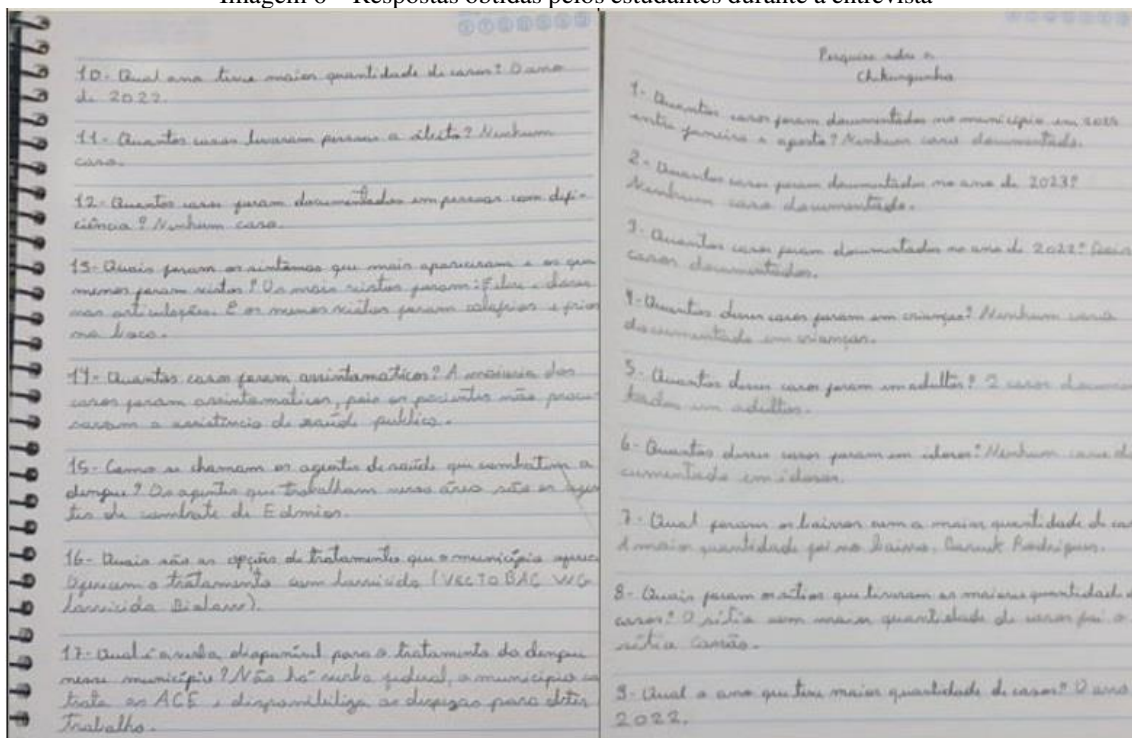 Imagem 6 – Respostas obtidas pelos estudantes durante a entrevista
10- Qual ano teve maior quantidade de casos? O ano
de 2022.
11- Quantos casos levaram pessoas a óbito? Nenhum
caso.
12- Quantos casos foram documentados em pessoas com defi-
ciência? Nenhum caso.
13- Quais foram os sintomas que mais apareceram e os que
menos foram vistos? Os mais vistos foram: Febre e dores
nas articulações. E os menos vistos foram calafrios e
na boca.
14- Quantos casos foram assintomáticos? A maioria dos
casos foram assintomáticos, pois os pacientes não procu-
raram a assistência de saúde publica.
15- Como se chamam os agentes de saúde que combatem a
dengue? Os agentes que trabalham nessa área são os agen
tes de combate de Edmias.
16- Quais são as opções de tratamento que o município oferece
Oferecem o tratamento com larvicida (VECTOBAC WG
larvicida).
17- Qual é a verba disponível para o tratamento da dengue
nesse município? Não há verba federal, o município
trata os ACE e disponibiliza as para
trabalho.
Pesquisa sobre a
Chikungunha
1- Quantos casos foram documentados no município em
entre janeiro e agosto? Nenhum caso documentado.
2- Quantos casos foram documentados no ano de 2023?
Nenhum caso documentado.
3- Quantos casos foram documentados no ano de 2022? Dois
casos documentados.
4- Quantos desses casos foram em crianças? Nenhum caso
documentado em crianças.
5- Quantos desses casos foram em adultos? 2 casos documen
tados em adultos.
6- Quantos desses casos foram em idosos? Nenhum caso do
cumentado em idosos.
7- Qual foram os bairros com a maior quantidade de
A maior quantidade foi no bairro, Rodrigues.
8- Quais foram os sítios que tiveram as maiores quantidade
casos? O sítio com maior quantidade de casos foi o
sítio.
9- Qual o ano que teve maior quantidade de casos? O ano
2022.